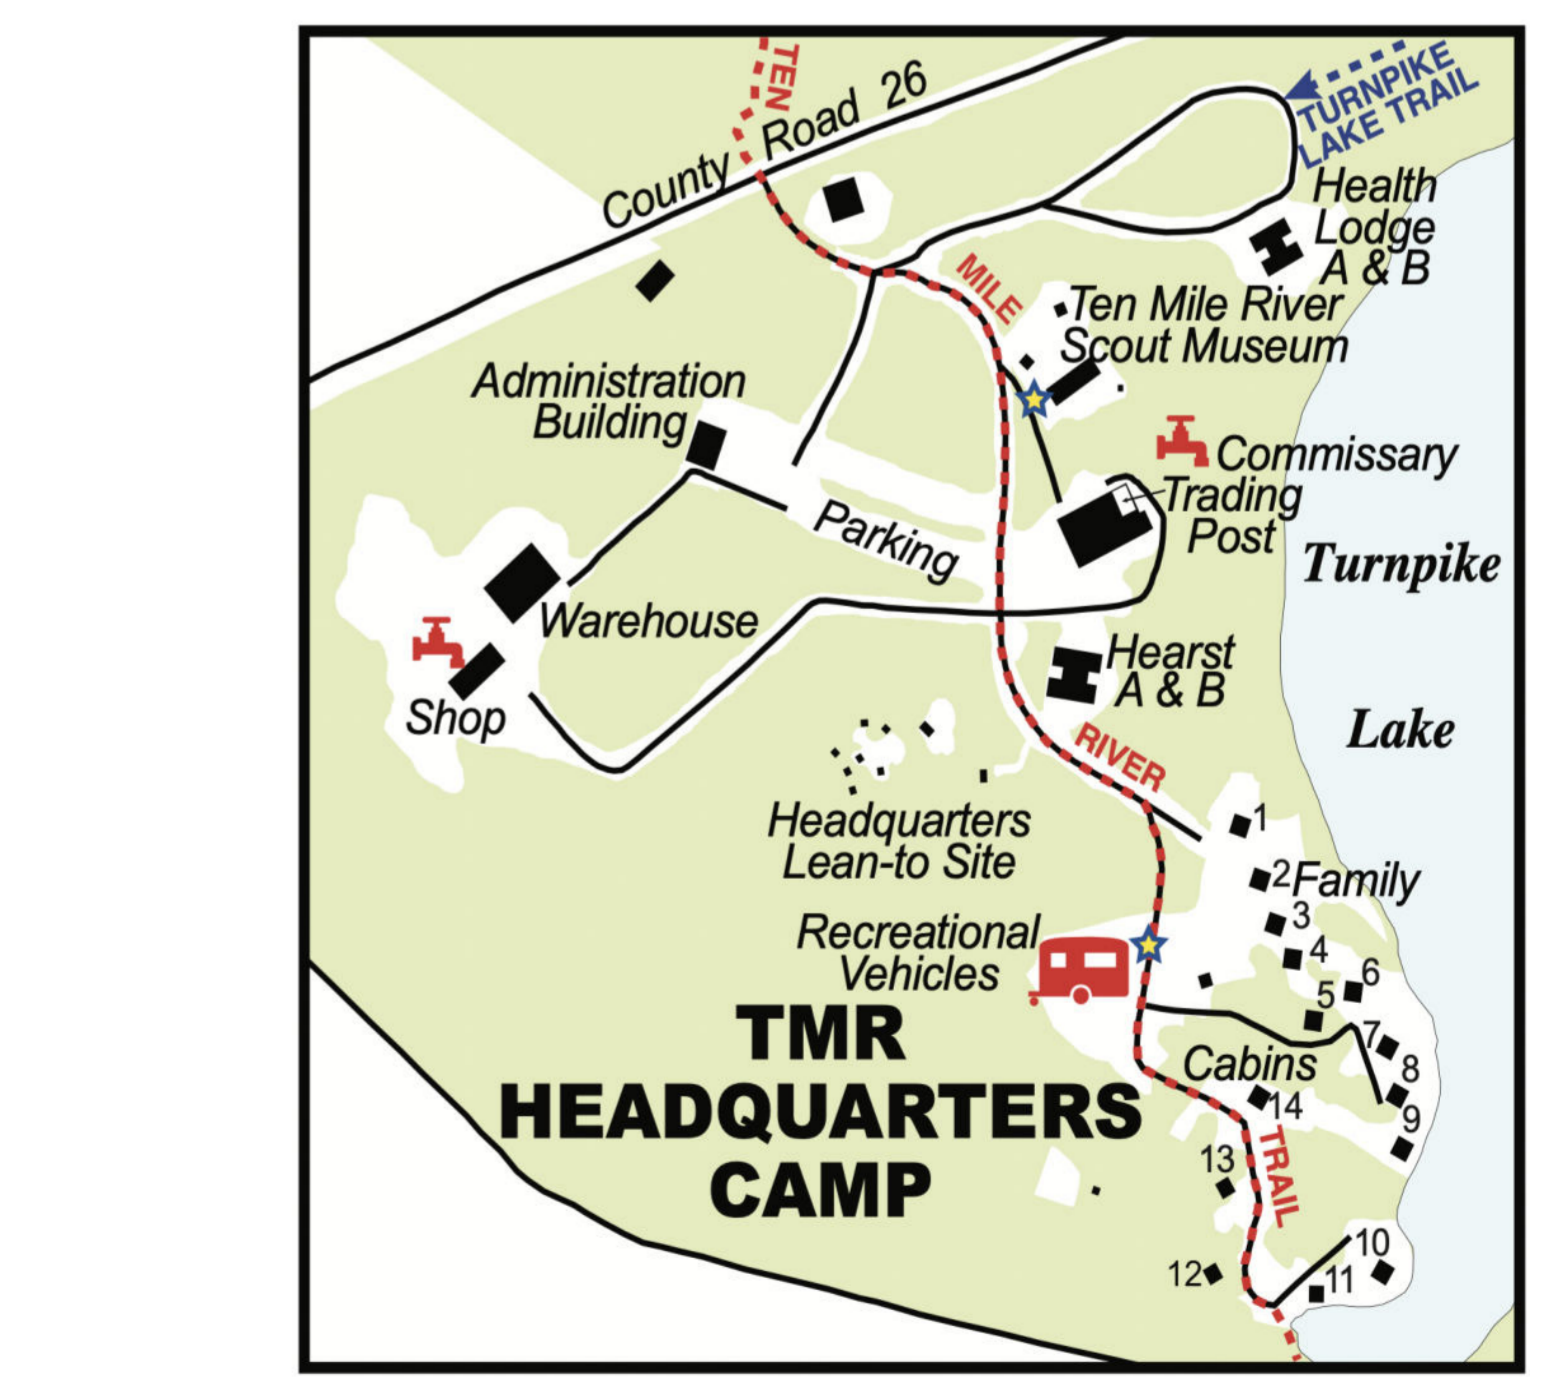 TEN
County Road 26
TURNPIKE
LAKE TRAIL
Health
Lodge
A & B
MILE
Ten Mile River
Scout Museum
Administration
Building
Commissary
Trading
Post
Parking
Turnpike
Lake
Warehouse
Shop
Hearst
A & B
RIVER
Headquarters
Lean-to Site
1
2
Family
3
4
5
6
7
8
9
Recreational
Vehicles
TMR
HEADQUARTERS
CAMP
Cabins
14
13
TRAIL
12
11
10